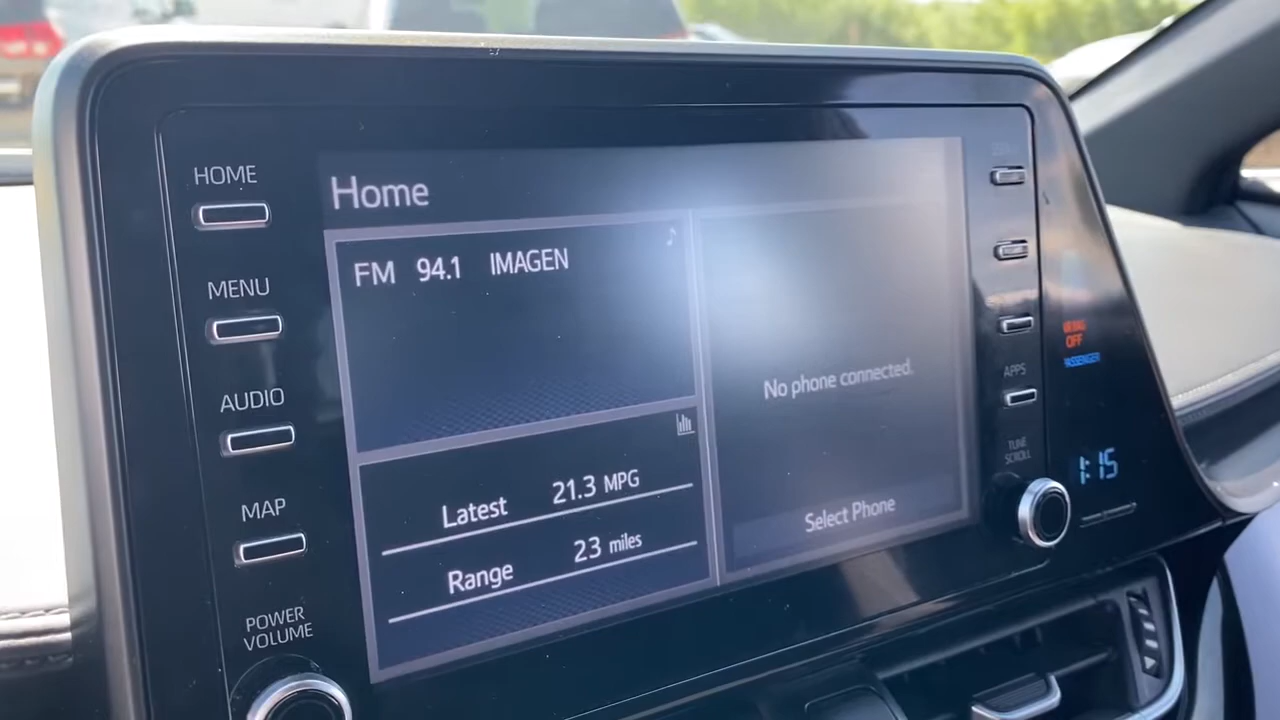 HOME
MENU
AUDIO
MAP
POWER
VOLUME
Home
FM 94.1 IMAGEN
Latest 21.3 MPG
Range 23 miles
No phone connected.
Select Phone
APPS
TUNE
SCROLL
AIRBAG
OFF
PASSENGER
1:15